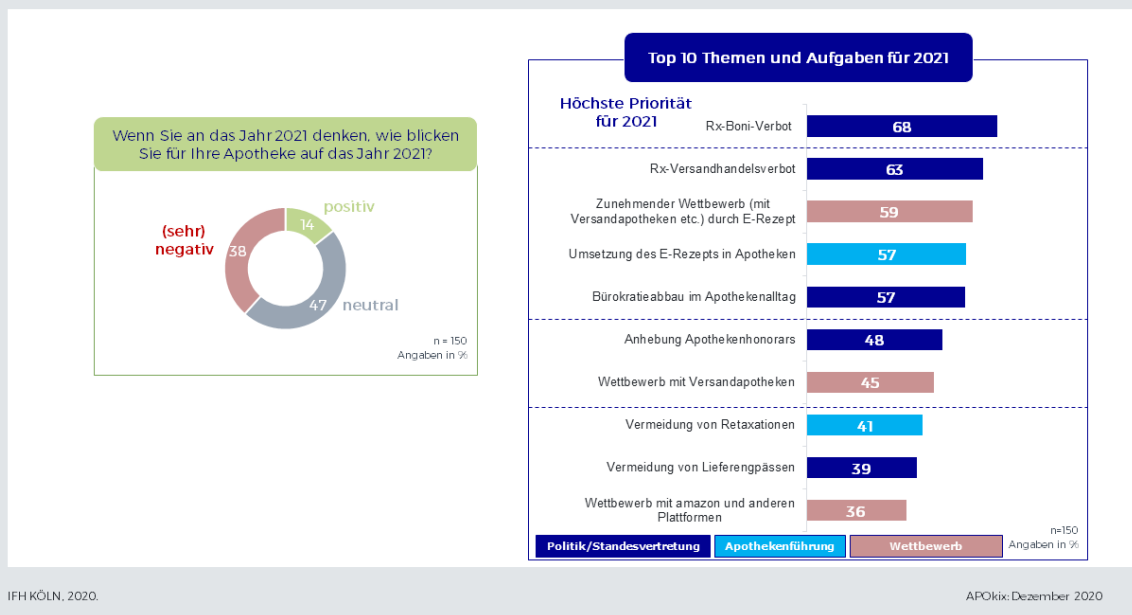 Wenn Sie an das Jahr 2021 denken, wie blicken
Sie für Ihre Apotheke auf das Jahr 2021?
positiv
14
(sehr)
negativ
38
47
neutral
n = 150
Angaben in %
Top 10 Themen und Aufgaben für 2021
Höchste Priorität
für 2021
Rx-Boni-Verbot
68
Rx-Versandhandelsverbot
63
Zunehmender Wettbewerb (mit
Versandapotheken etc.) durch E-Rezept
59
Umsetzung des E-Rezepts in Apotheken
57
Bürokratieabbau im Apothekenalltag
57
Anhebung Apothekenhonorars
48
Wettbewerb mit Versandapotheken
45
Vermeidung von Retaxationen
41
Vermeidung von Lieferengpässen
39
Wettbewerb mit amazon und anderen
Plattformen
36
n=150
Angaben in %
Politik/Standesvertretung
Apothekenführung
Wettbewerb
IFH KÖLN, 2020.
APOkix: Dezember 2020